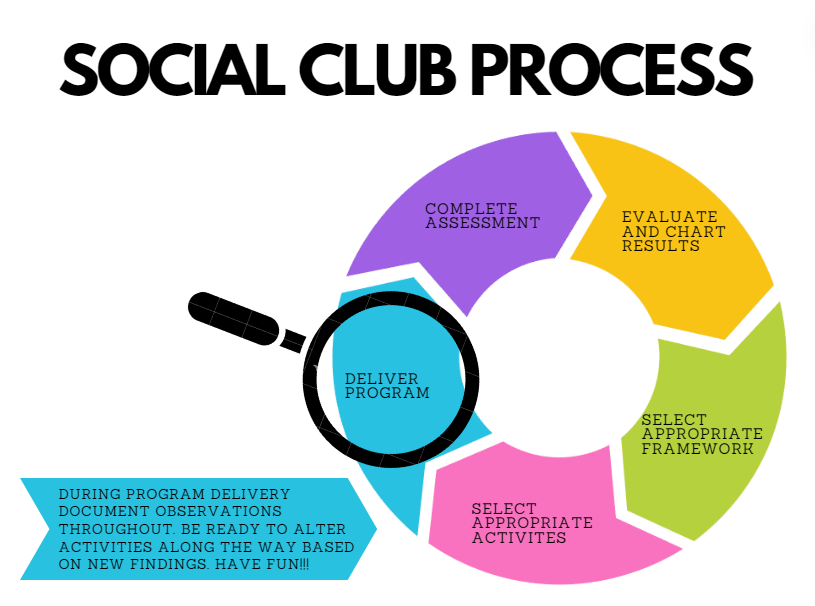 SOCIAL CLUB PROCESS
COMPLETE
ASSESSMENT
EVALUATE
AND CHART
RESULTS
SELECT
APPROPRIATE
FRAMEWORK
SELECT
APPROPRIATE
ACTIVITES
DELIVER
PROGRAM
DURING PROGRAM DELIVERY
DOCUMENT OBSERVATIONS
THROUGHOUT. BE READY TO ALTER
ACTIVITIES ALONG THE WAY BASED
ON NEW FINDINGS. HAVE FUN!!!